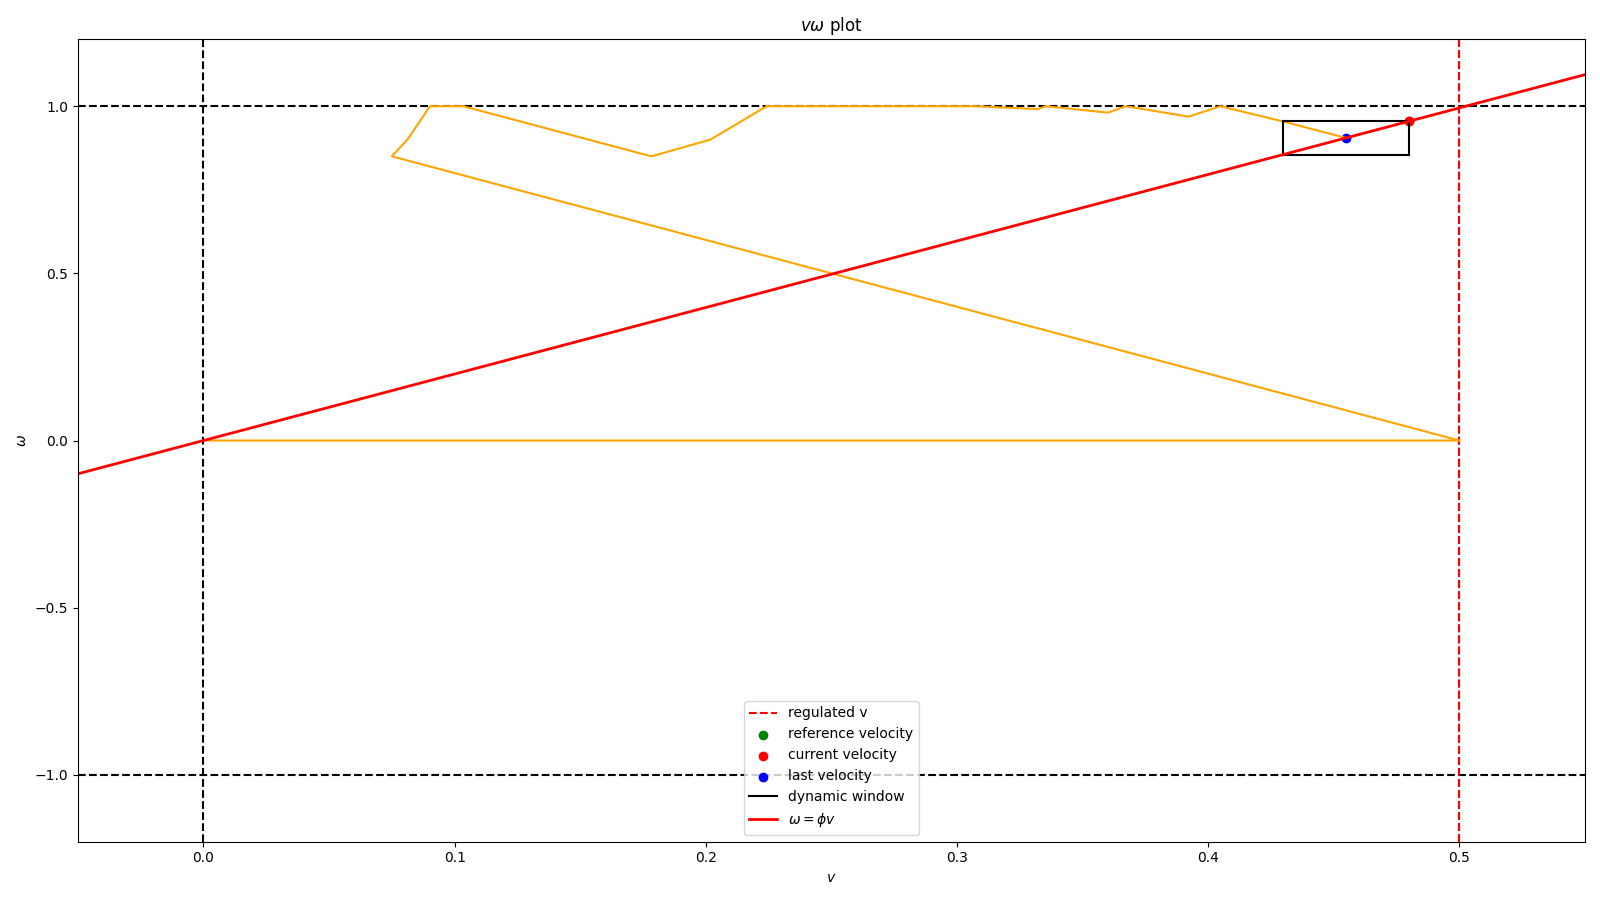 vω plot
1.0
0.5
0.0
−0.5
−1.0
ω
regulated v
reference velocity
current velocity
last velocity
dynamic window
ω = ϕv
0.0 0.1 0.2 0.3 0.4 0.5
v